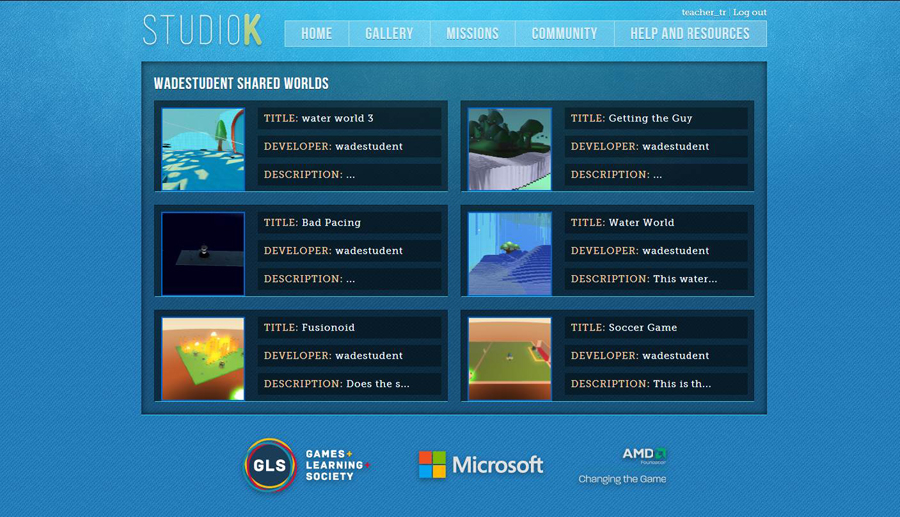 teacher_tr | Log out
STUDIOK
HOME
GALLERY
MISSIONS
COMMUNITY
HELP AND RESOURCES
WADESTUDENT SHARED WORLDS
TITLE: water world 3
DEVELOPER: wadestudent
DESCRIPTION: ...
TITLE: Getting the Guy
DEVELOPER: wadestudent
DESCRIPTION: ...
TITLE: Bad Pacing
DEVELOPER: wadestudent
DESCRIPTION: ...
TITLE: Water World
DEVELOPER: wadestudent
DESCRIPTION: This water...
TITLE: Fusionoid
DEVELOPER: wadestudent
DESCRIPTION: Does the s...
TITLE: Soccer Game
DEVELOPER: wadestudent
DESCRIPTION: This is th...
GLS
GAMES+
LEARNING+
SOCIETY
Microsoft
AMD
Foundation
Changing the Game